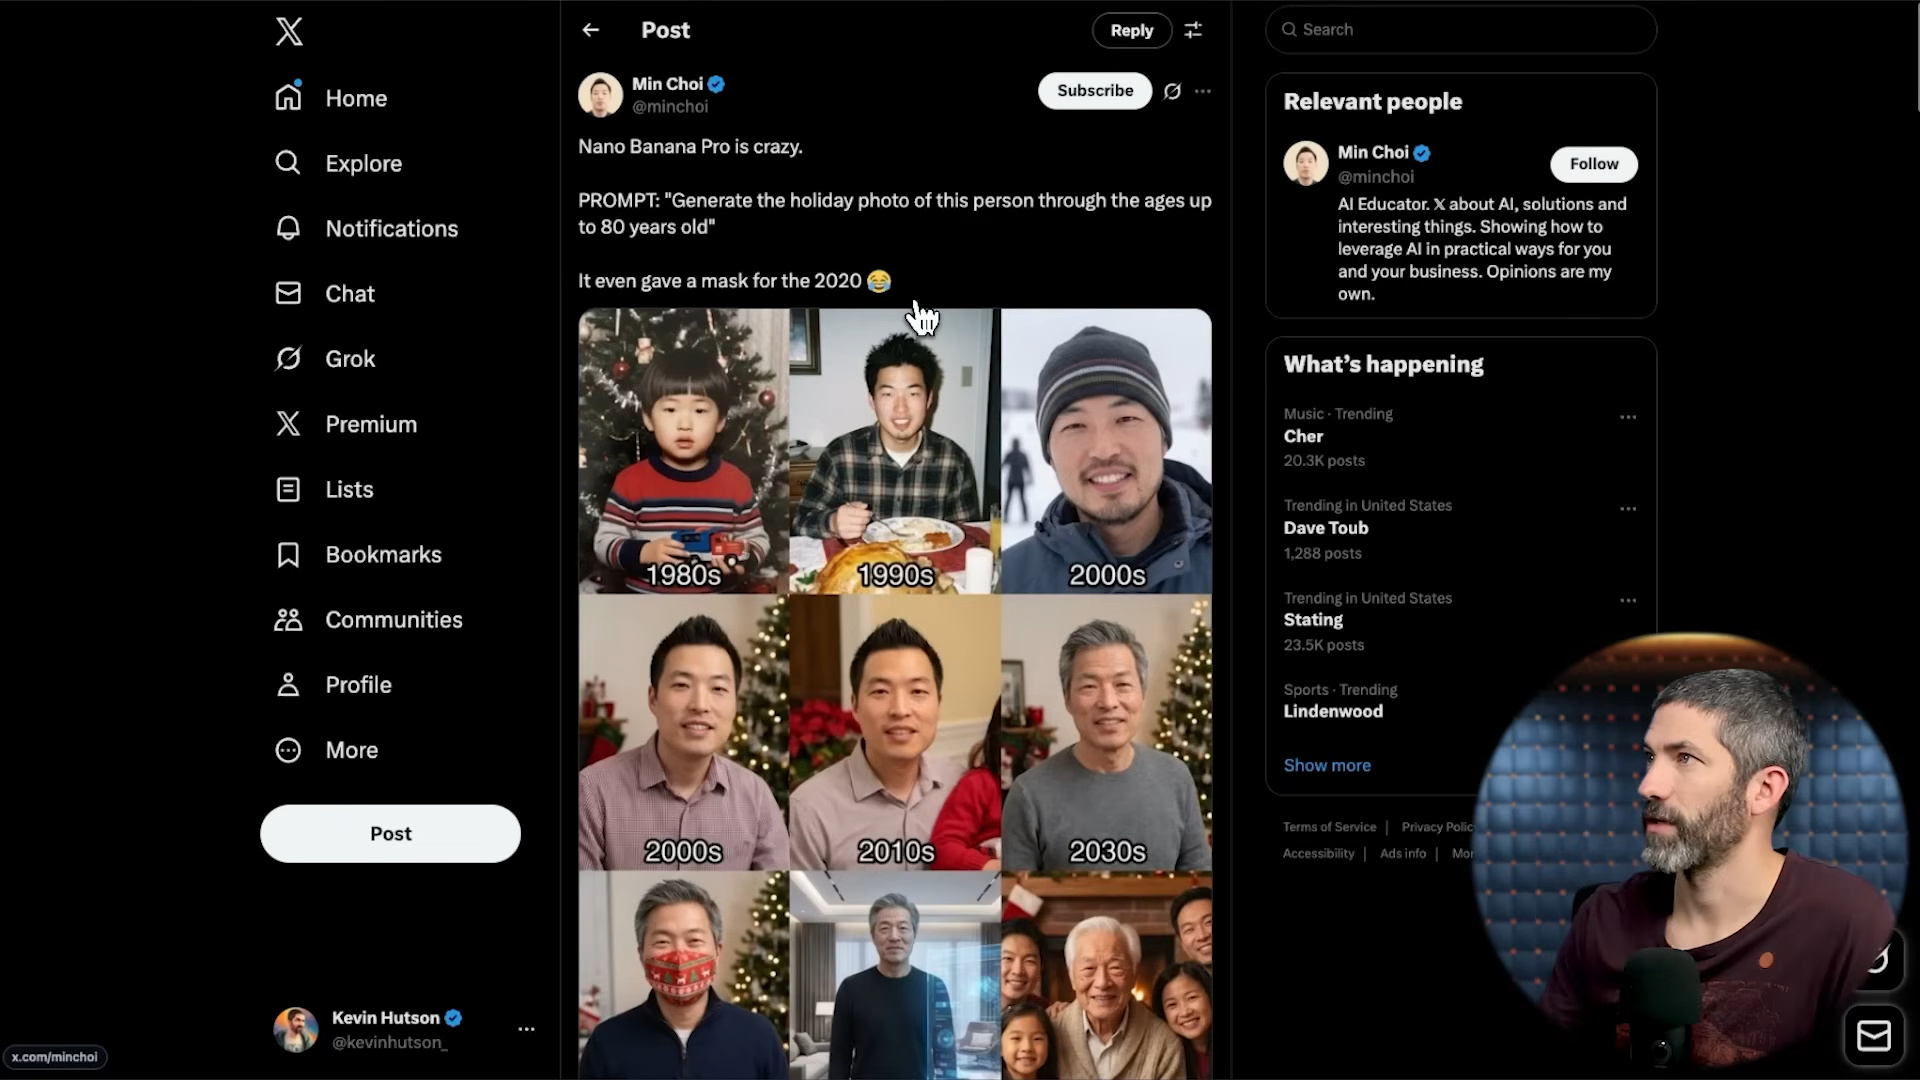 Home
Explore
Notifications
Chat
Grok
Premium
Lists
Bookmarks
Communities
Profile
More
Post
Kevin Hutson
@kevinhutson_
x.com/minchoi
Post
Reply
Min Choi
@minchoi
Subscribe
Nano Banana Pro is crazy.
PROMPT: "Generate the holiday photo of this person through the ages up
to 80 years old"
It even gave a mask for the 2020 😂
1980s
1990s
2000s
2000s
2010s
2030s
Search
Relevant people
Min Choi
@minchoi
Follow
AI Educator. 𝕏 about AI, solutions and
interesting things. Showing how to
leverage AI in practical ways for you
and your business. Opinions are my
own.
What's happening
Music · Trending
Cher
20.3K posts
Trending in United States
Dave Toub
1,288 posts
Trending in United States
Stating
23.5K posts
Sports · Trending
Lindenwood
Show more
Terms of Service | Privacy Polic
Accessibility | Ads info | Mor